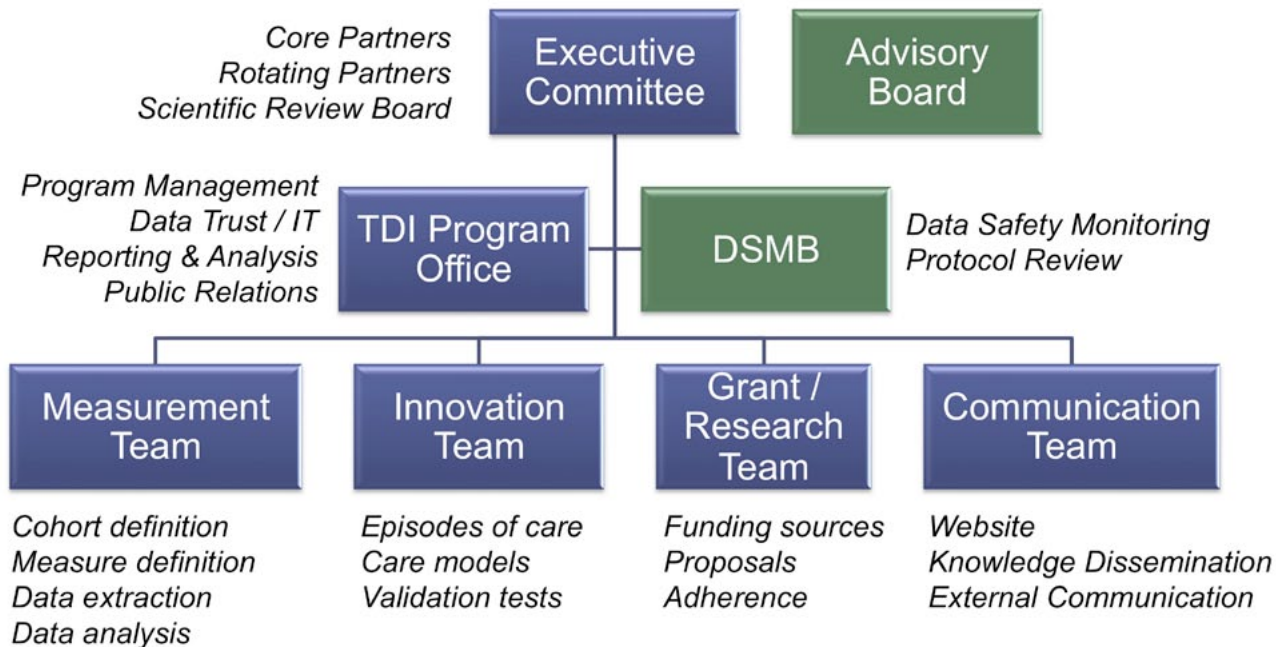 Core Partners
Rotating Partners
Scientific Review Board
Executive
Committee
Advisory
Board
Program Management
Data Trust / IT
Reporting & Analysis
Public Relations
TDI Program
Office
DSMB
Data Safety Monitoring
Protocol Review
Measurement
Team
Innovation
Team
Grant /
Research
Team
Communication
Team
Cohort definition
Measure definition
Data extraction
Data analysis
Episodes of care
Care models
Validation tests
Funding sources
Proposals
Adherence
Website
Knowledge Dissemination
External Communication